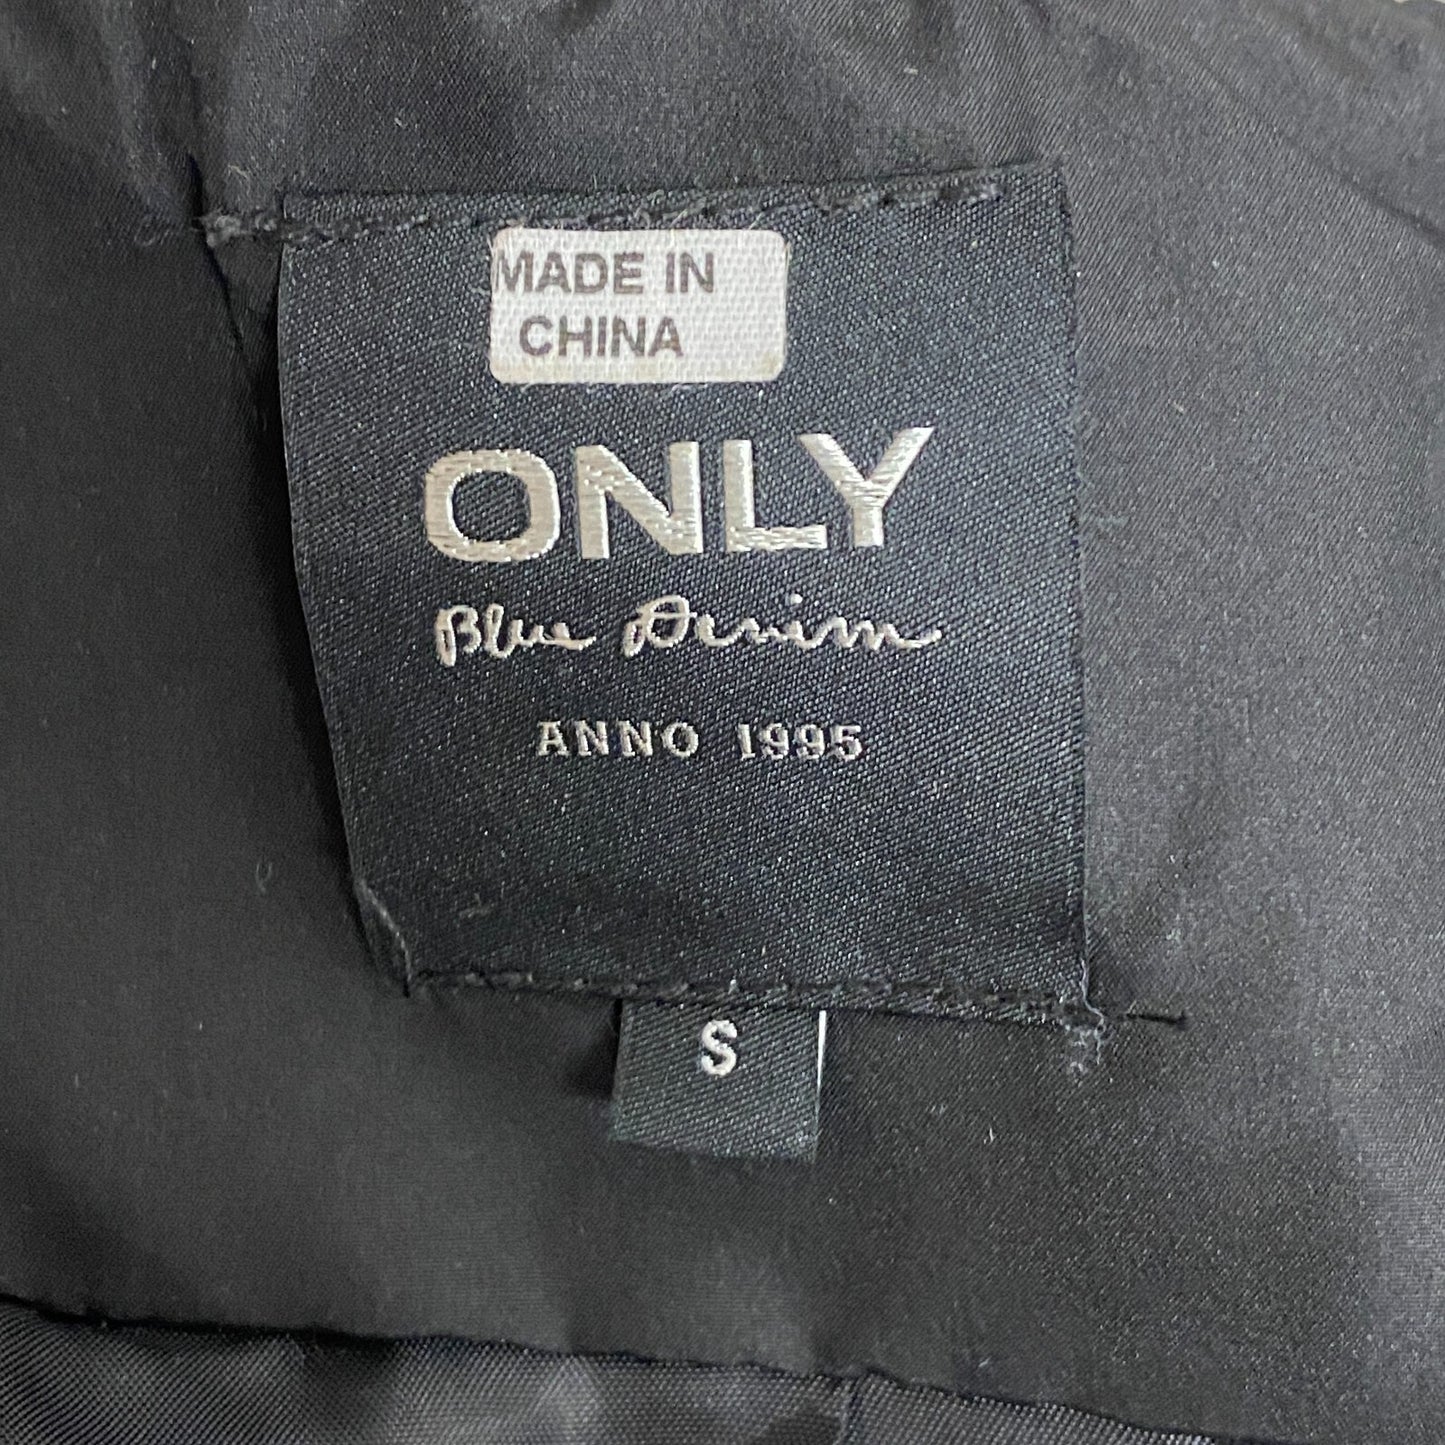 MADE IN
CHINA
ONLY
Blue Denim
ANNO 1995
S